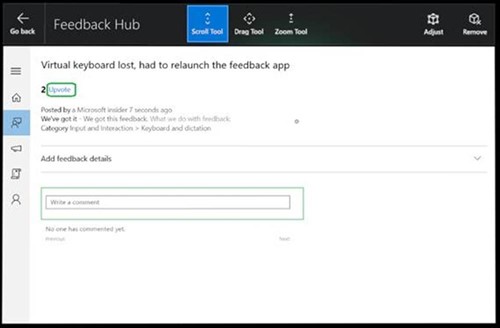 Go back
Feedback Hub
Scroll Tool
Drag Tool
Zoom Tool
Adjust
Remove
Virtual keyboard lost, had to relaunch the feedback app
2 Upvote
Posted by a Microsoft insider 7 seconds ago
We've got it - We got this feedback. What we do with feedback.
Category Input and Interaction > Keyboard and dictation
Add feedback details
Write a comment
No one has commented yet.
Previous
Next